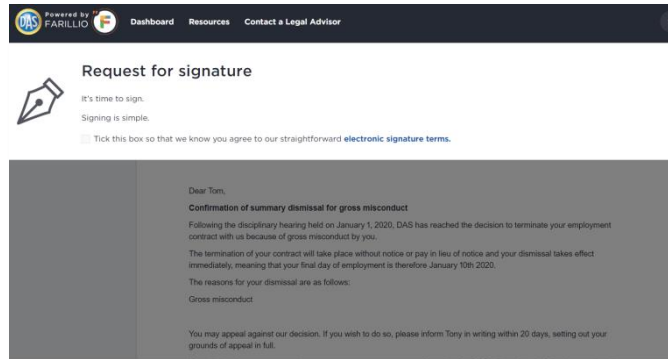 DAS Powered by FARILLIO F Dashboard Resources Contact a Legal Advisor
Request for signature
It's time to sign.
Signing is simple.
Tick this box so that we know you agree to our straightforward electronic signature terms.
Dear Tom,
Confirmation of summary dismissal for gross misconduct
Following the disciplinary hearing held on January 1, 2020, DAS has reached the decision to terminate your employment
contract with us because of gross misconduct by you.
The termination of your contract will take place without notice or pay in lieu of notice and your dismissal takes effect
immediately, meaning that your final day of employment is therefore January 10th 2020.
The reasons for your dismissal are as follows:
Gross misconduct
You may appeal against our decision. If you wish to do so, please inform Tony in writing within 20 days, setting out your
grounds of appeal in full.